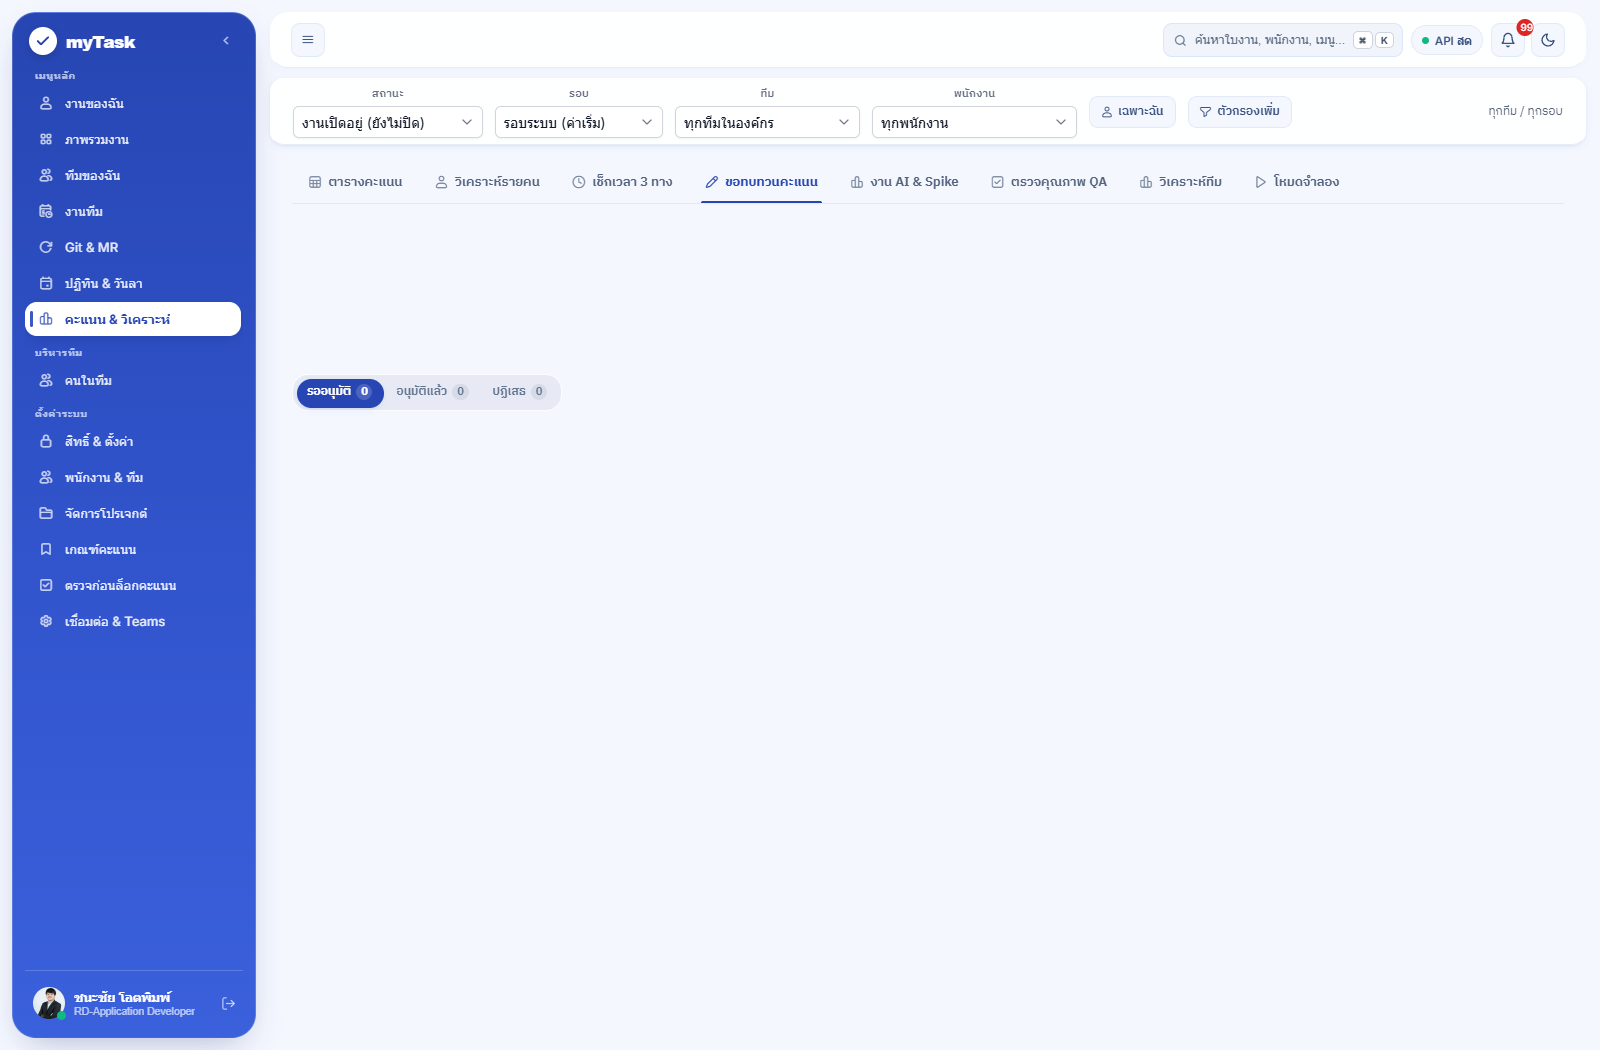 myTask
เมนูหลัก
งานของฉัน
ภาพรวมงาน
ทีมของฉัน
งานทีม
Git & MR
ปฏิทิน & วันลา
คะแนน & วิเคราะห์
บริหารทีม
คนในทีม
ตั้งค่าระบบ
สิทธิ์ & ตั้งค่า
พนักงาน & ทีม
จัดการโปรเจกต์
เกณฑ์คะแนน
ตรวจก่อนล็อกคะแนน
เชื่อมต่อ & Teams
ชนะชัย โอดพิมพ์
RD-Application Developer
ค้นหาใบงาน, พนักงาน, เมนู... ⌘ K
API สด
99
สถานะ รอบ ทีม พนักงาน
งานเปิดอยู่ (ยังไม่ปิด) รอบระบบ (ค่าเริ่ม) ทุกทีมในองค์กร ทุกพนักงาน เฉพาะฉัน ตัวกรองเพิ่ม ทุกทีม / ทุกรอบ
ตารางคะแนน วิเคราะห์รายคน เช็กเวลา 3 ทาง ขอทบทวนคะแนน งาน AI & Spike ตรวจคุณภาพ QA วิเคราะห์ทีม โหมดจำลอง
รออนุมัติ 0 อนุมัติแล้ว 0 ปฏิเสธ 0